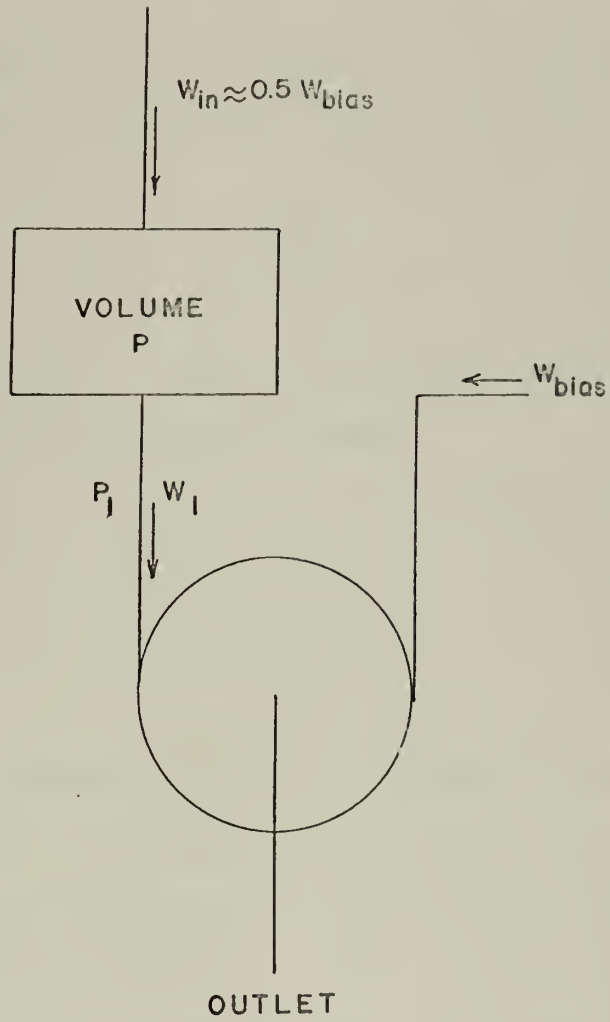 W_in ≈ 0.5 W_bias
VOLUME
P
W_bias
P_1 W_1
OUTLET